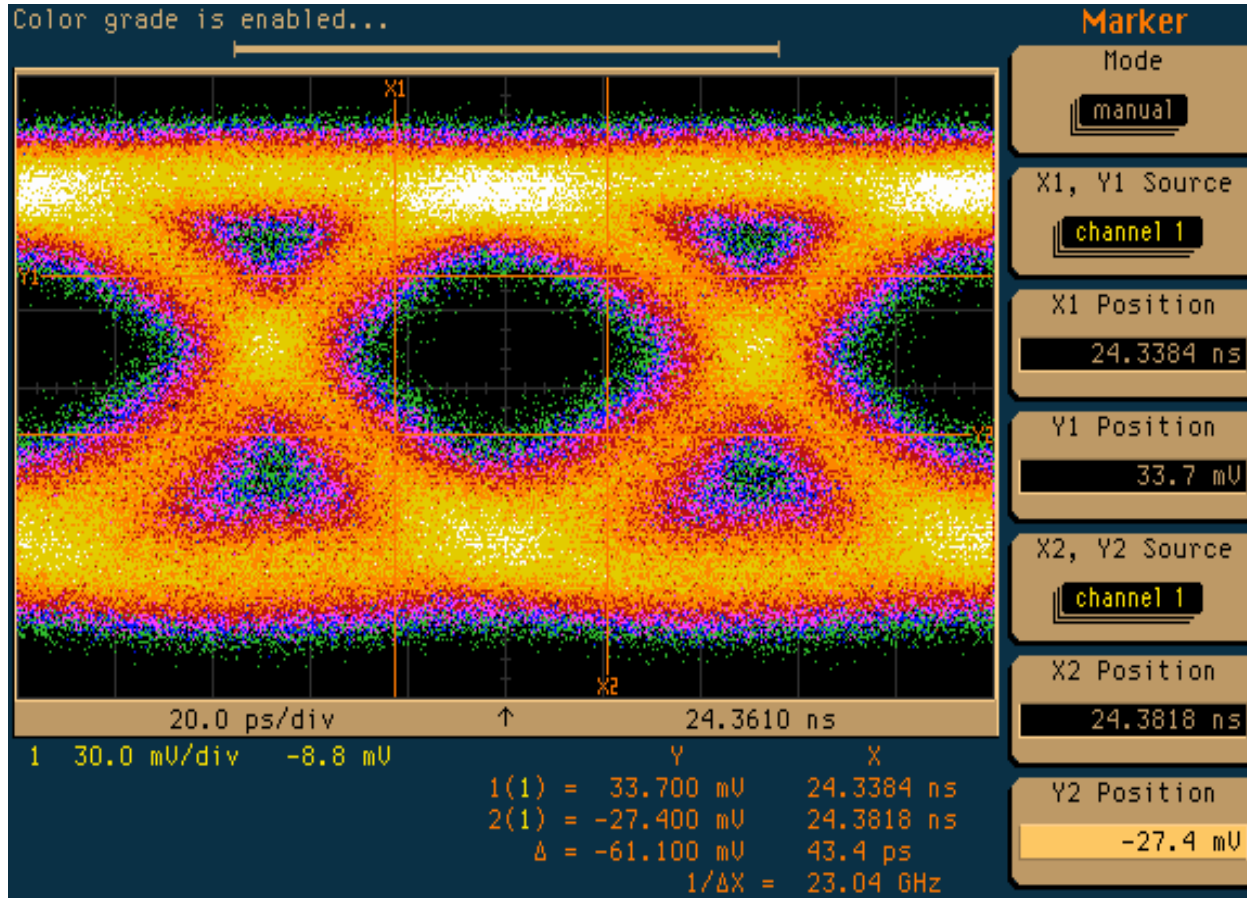 Color grade is enabled...
Marker
Mode
manual
X1, Y1 Source
channel 1
X1 Position
24.3384 ns
Y1 Position
33.7 mV
X2, Y2 Source
channel 1
X2 Position
24.3818 ns
Y2 Position
-27.4 mV
X1
Y1
Y2
X2
20.0 ps/div ↑ 24.3610 ns
1 30.0 mV/div -8.8 mV
Y X
1(1) = 33.700 mV 24.3384 ns
2(1) = -27.400 mV 24.3818 ns
Δ = -61.100 mV 43.4 ps
1/ΔX = 23.04 GHz